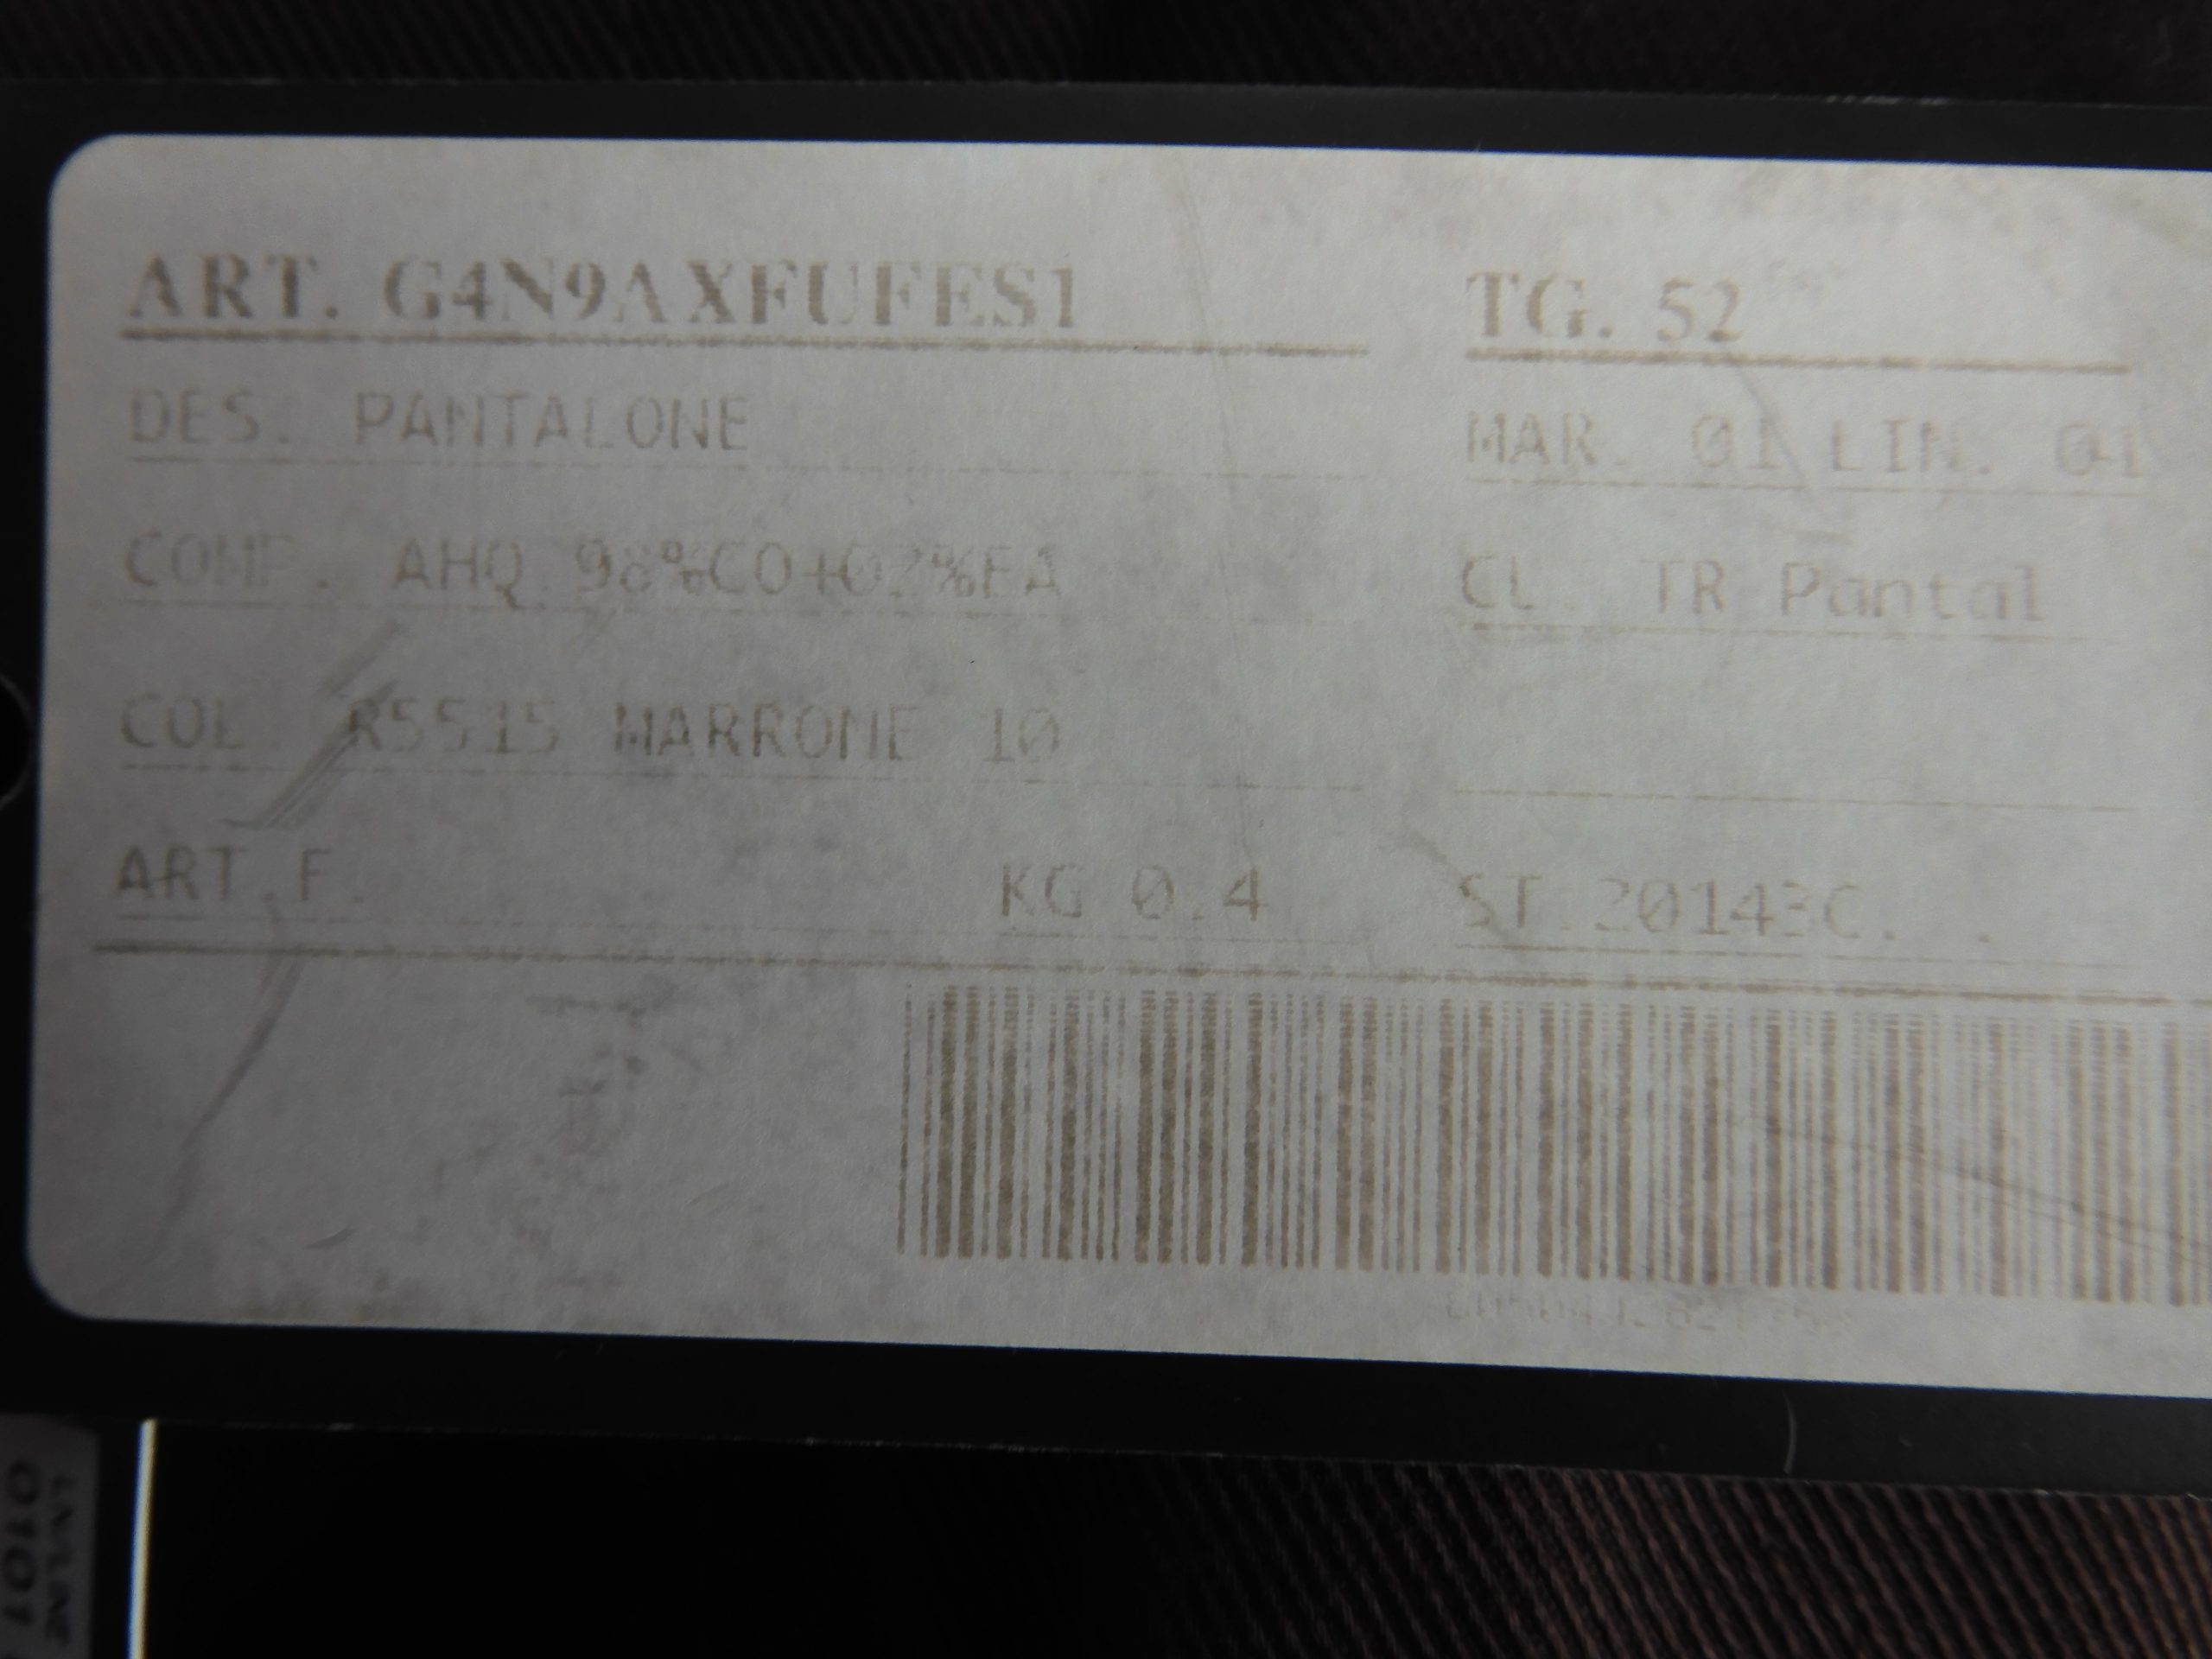 ART. G4N9AXFUFES1 TG. 52
DES. PANTALONE MAR. 01 LIN. 01
COMP. AHQ 98%CO+02%EA CL. TR Pantal
COL. R5515 MARRONE 10
ART.F. KG 0.4 ST.20143C. .
0101